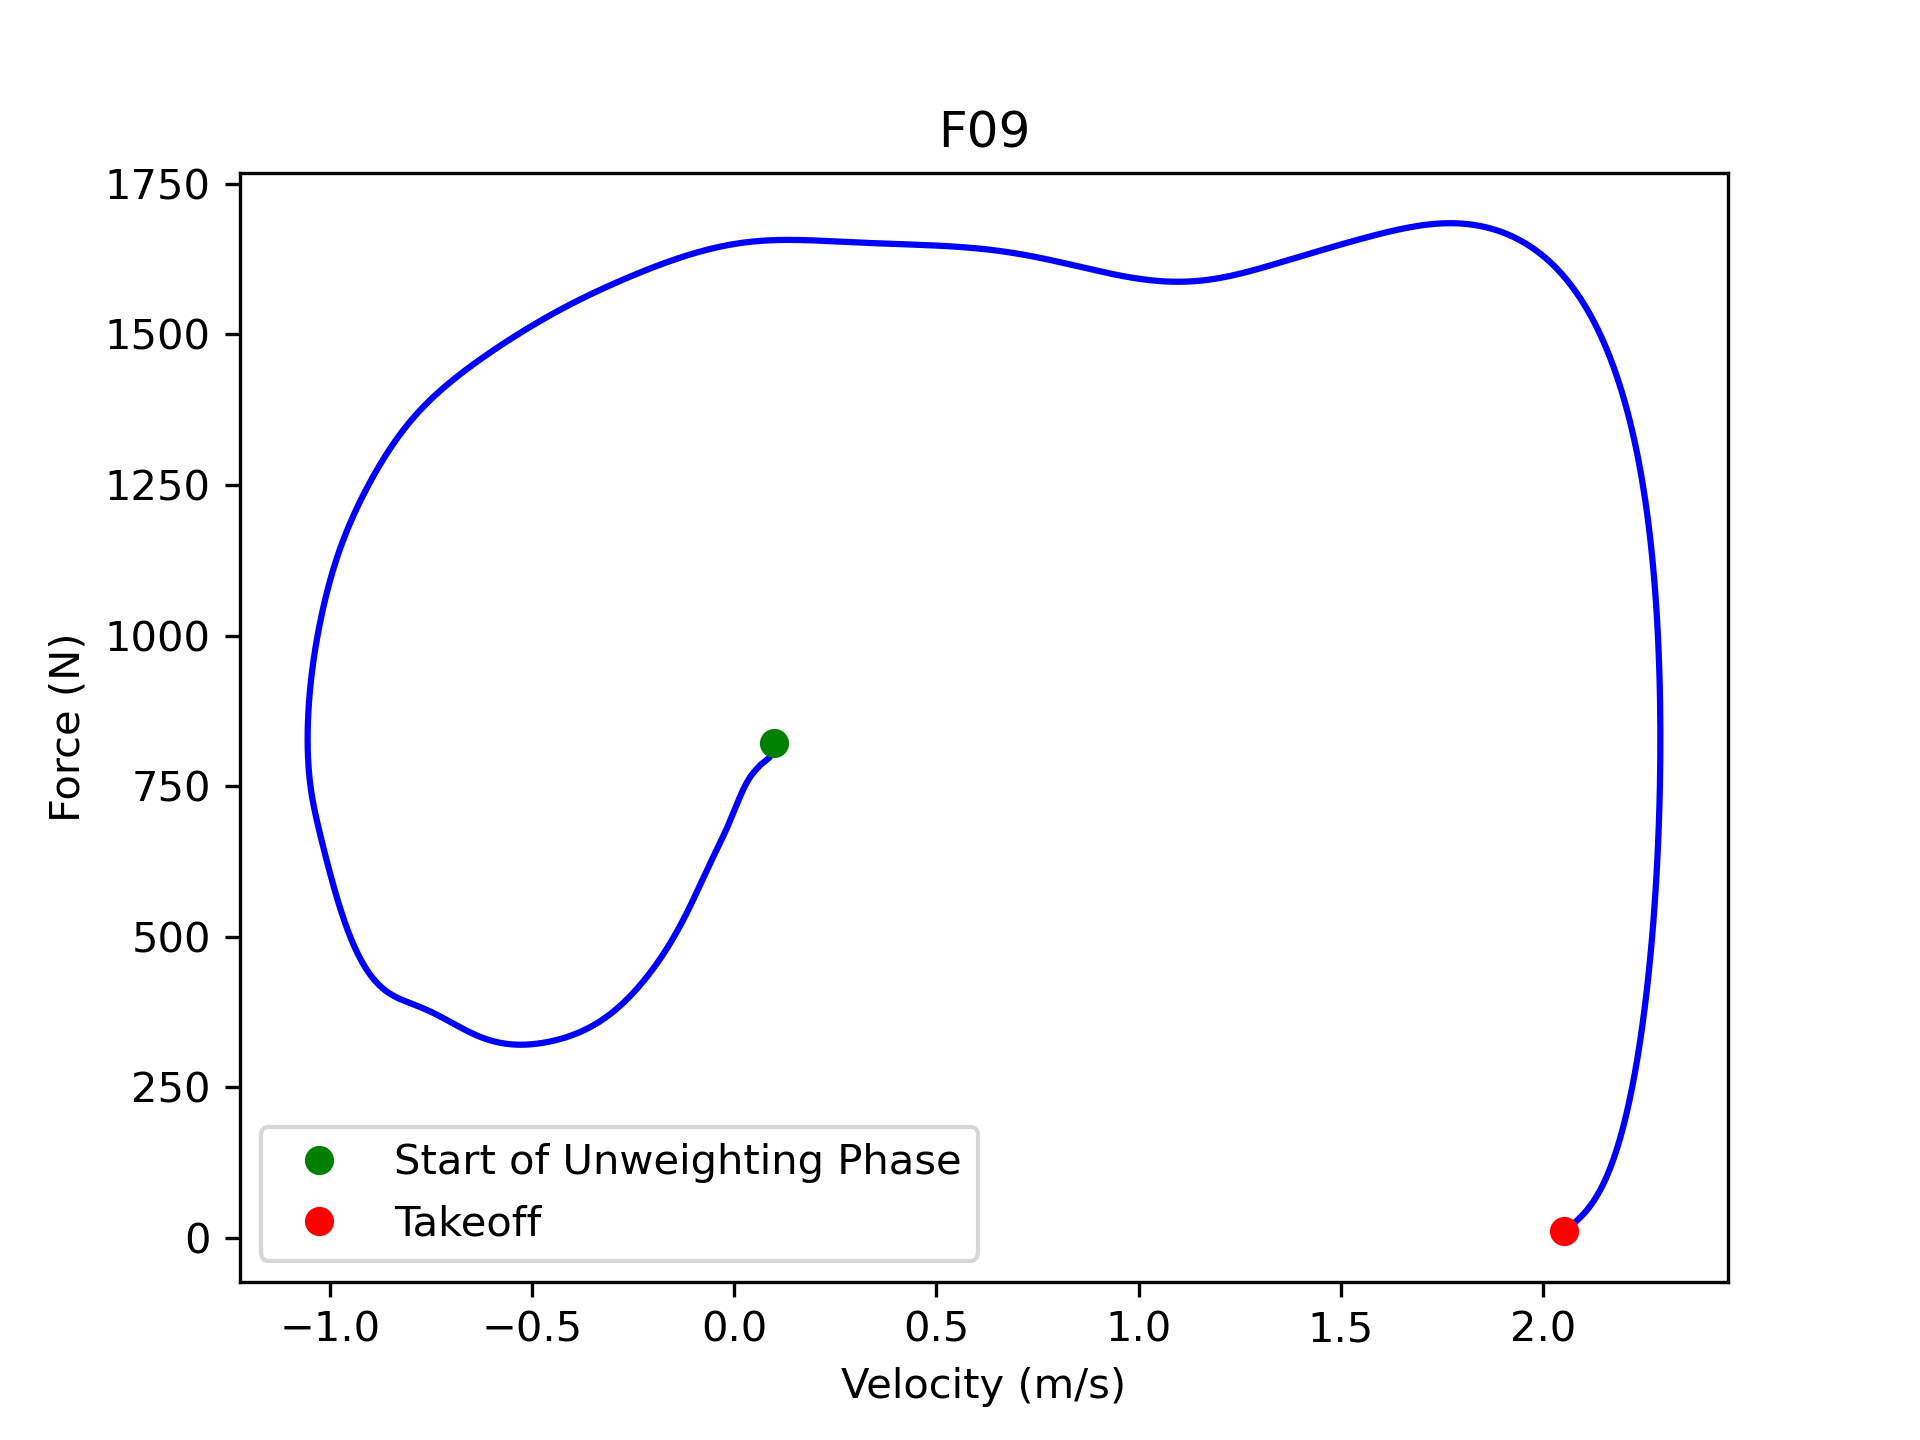 F09
1750
1500
1250
1000
750
500
250
0
Force (N)
Start of Unweighting Phase
Takeoff
−1.0 −0.5 0.0 0.5 1.0 1.5 2.0
Velocity (m/s)